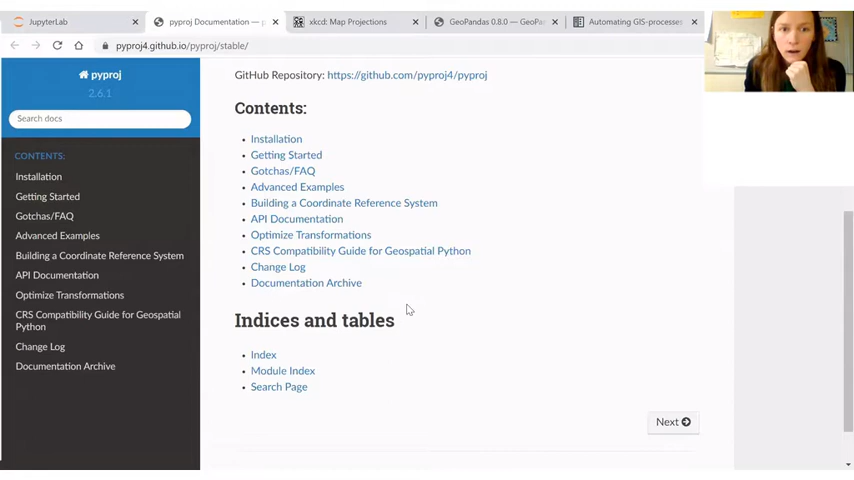 JupyterLab
pyproj Documentation — p
xkcd: Map Projections
GeoPandas 0.8.0 — GeoPan
Automating GIS-processes
pyproj4.github.io/pyproj/stable/
pyproj
2.6.1
Search docs
CONTENTS:
Installation
Getting Started
Gotchas/FAQ
Advanced Examples
Building a Coordinate Reference System
API Documentation
Optimize Transformations
CRS Compatibility Guide for Geospatial
Python
Change Log
Documentation Archive
GitHub Repository: https://github.com/pyproj4/pyproj
Contents:
Installation
Getting Started
Gotchas/FAQ
Advanced Examples
Building a Coordinate Reference System
API Documentation
Optimize Transformations
CRS Compatibility Guide for Geospatial Python
Change Log
Documentation Archive
Indices and tables
Index
Module Index
Search Page
Next